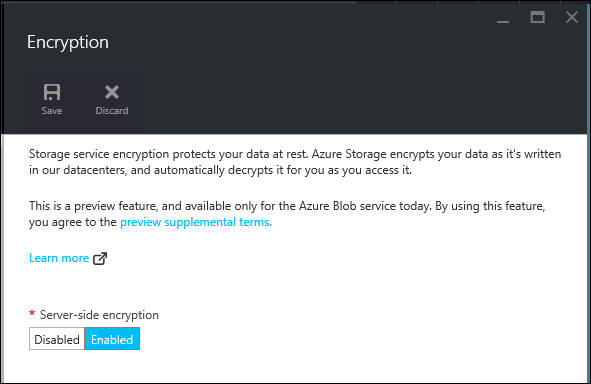 Encryption
Save Discard
Storage service encryption protects your data at rest. Azure Storage encrypts your data as it's written
in our datacenters, and automatically decrypts it for you as you access it.
This is a preview feature, and available only for the Azure Blob service today. By using this feature,
you agree to the preview supplemental terms.
Learn more
* Server-side encryption
Disabled Enabled